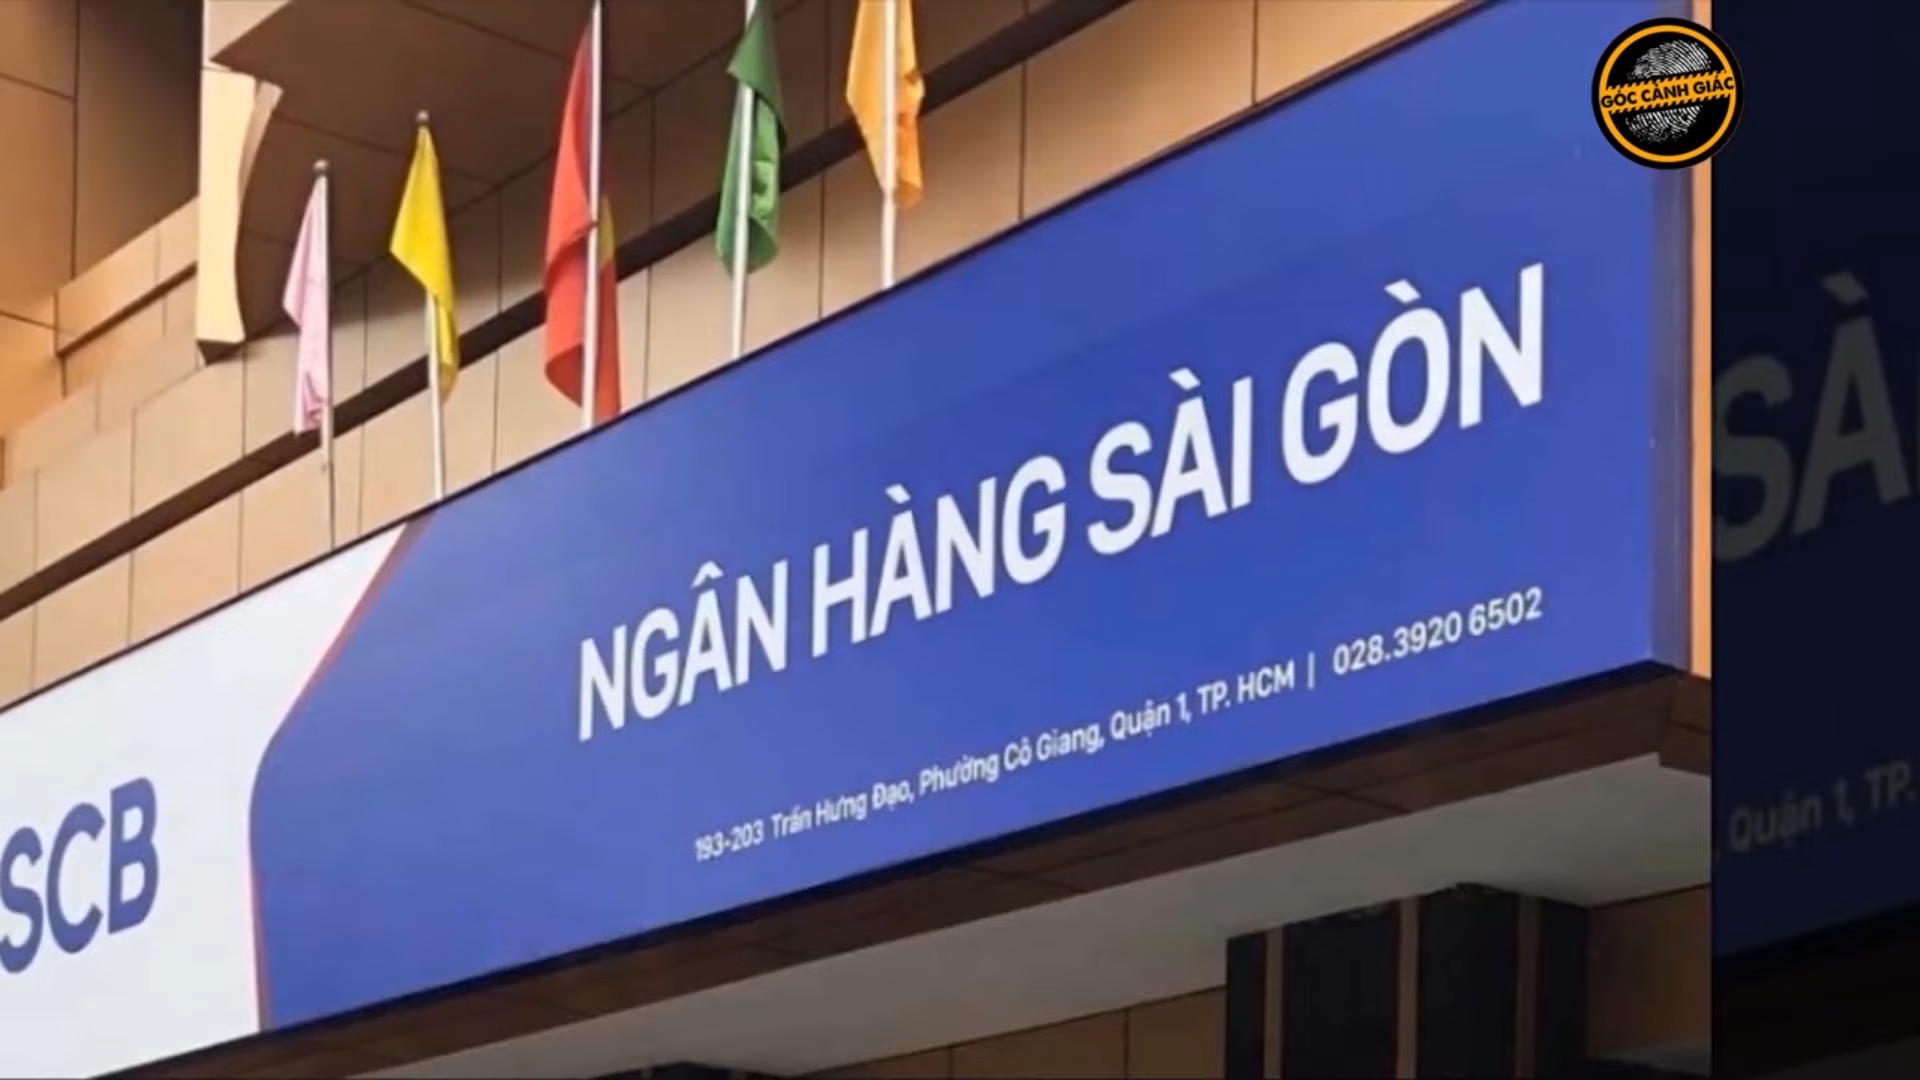 GÓC CẢNH GIÁC
NGÂN HÀNG SÀI GÒN
193-203 Trần Hưng Đạo, Phường Cô Giang, Quận 1, TP. HCM | 028.3920 6502
SCB
SÀ
Quận 1, TP.